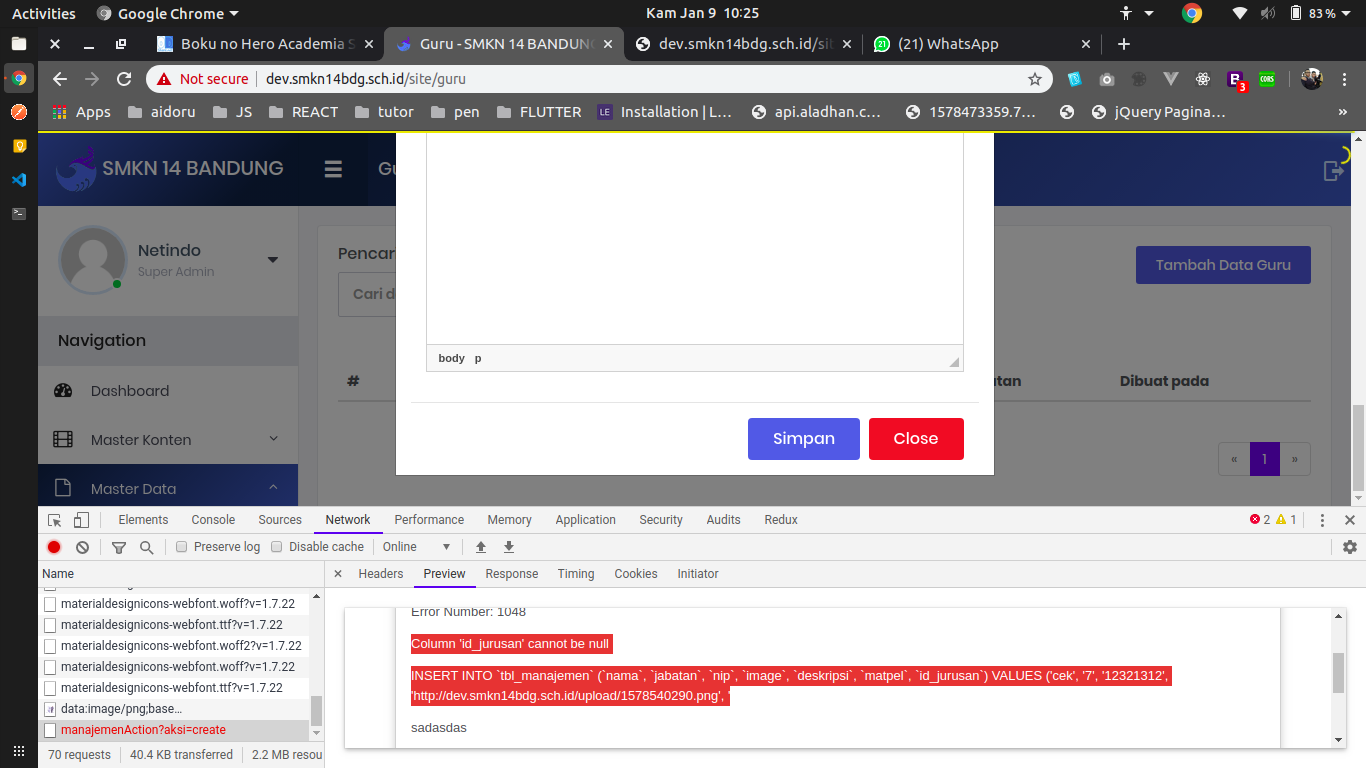 Activities
Google Chrome
Kam Jan 9 10:25
83 %
Boku no Hero Academia S
Guru - SMKN 14 BANDUNG
dev.smkn14bdg.sch.id/sit
(21) WhatsApp
Not secure
dev.smkn14bdg.sch.id/site/guru
3
CORS
Apps
aidoru
JS
REACT
tutor
pen
FLUTTER
LE
Installation | L…
api.aladhan.c…
1578473359.7…
jQuery Pagina…
»
SMKN 14 BANDUNG
Gu
Netindo
Super Admin
Pencar
Cari d
Tambah Data Guru
Navigation
body p
#
atan
Dibuat pada
Dashboard
Master Konten
Simpan
Close
« 1 »
Master Data
Elements
Console
Sources
Network
Performance
Memory
Application
Security
Audits
Redux
2
1
Preserve log
Disable cache
Online
Name
Headers
Preview
Response
Timing
Cookies
Initiator
materialdesignicons-webfont.woff?v=1.7.22
materialdesignicons-webfont.ttf?v=1.7.22
materialdesignicons-webfont.woff2?v=1.7.22
materialdesignicons-webfont.woff?v=1.7.22
materialdesignicons-webfont.ttf?v=1.7.22
data:image/png;base…
manajemenAction?aksi=create
70 requests
40.4 KB transferred
2.2 MB resou
Error Number: 1048
Column 'id_jurusan' cannot be null
INSERT INTO `tbl_manajemen` (`nama`, `jabatan`, `nip`, `image`, `deskripsi`, `matpel`, `id_jurusan`) VALUES ('cek', '7', '12321312',
'http://dev.smkn14bdg.sch.id/upload/1578540290.png', '
sadasdas